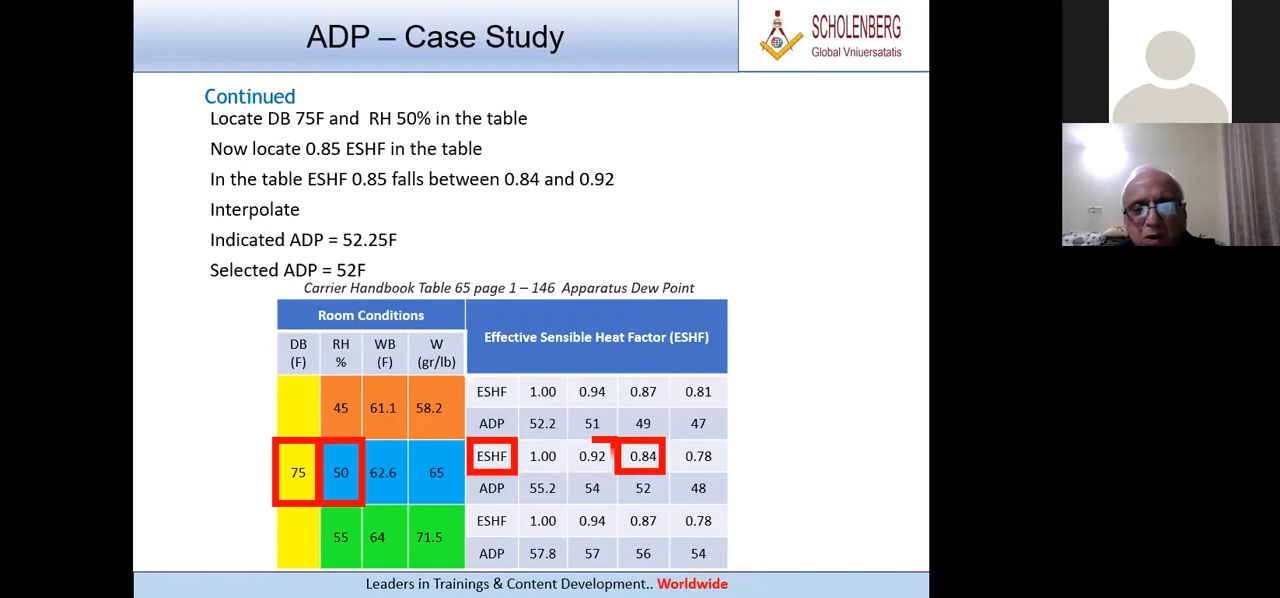 ADP – Case Study
SCHOLENBERG
Global Vniuersatatis
Continued
Locate DB 75F and RH 50% in the table
Now locate 0.85 ESHF in the table
In the table ESHF 0.85 falls between 0.84 and 0.92
Interpolate
Indicated ADP = 52.25F
Selected ADP = 52F
Carrier Handbook Table 65 page 1 – 146 Apparatus Dew Point
Room Conditions
Effective Sensible Heat Factor (ESHF)
DB (F) RH % WB (F) W (gr/lb)
45 61.1 58.2 ESHF 1.00 0.94 0.87 0.81
ADP 52.2 51 49 47
75 50 62.6 65 ESHF 1.00 0.92 0.84 0.78
ADP 55.2 54 52 48
55 64 71.5 ESHF 1.00 0.94 0.87 0.78
ADP 57.8 57 56 54
Leaders in Trainings & Content Development.. Worldwide